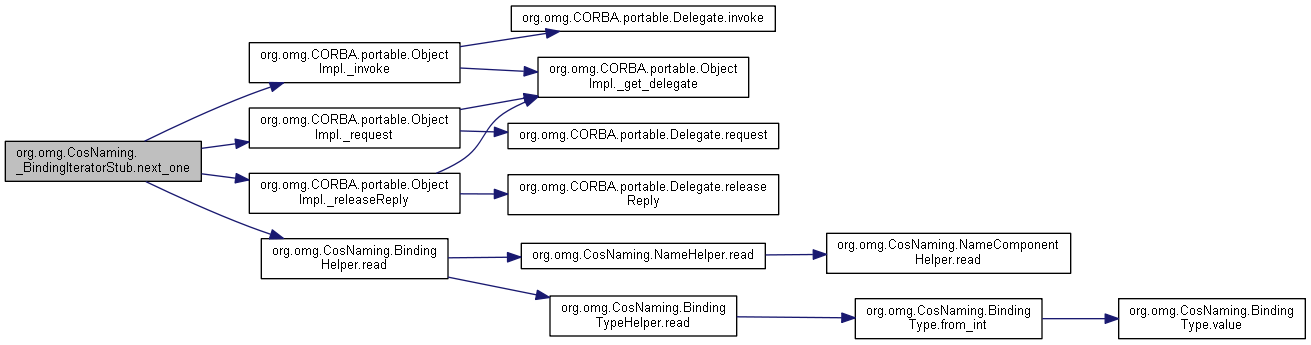 org.omg.CORBA.portable.Delegate.invoke
org.omg.CORBA.portable.Object
Impl._invoke
org.omg.CORBA.portable.Object
Impl._get_delegate
org.omg.CORBA.portable.Object
Impl._request
org.omg.CORBA.portable.Delegate.request
org.omg.CosNaming.
_BindingIteratorStub.next_one
org.omg.CORBA.portable.Object
Impl._releaseReply
org.omg.CORBA.portable.Delegate.release
Reply
org.omg.CosNaming.Binding
Helper.read
org.omg.CosNaming.NameHelper.read
org.omg.CosNaming.NameComponent
Helper.read
org.omg.CosNaming.Binding
TypeHelper.read
org.omg.CosNaming.Binding
Type.from_int
org.omg.CosNaming.Binding
Type.value